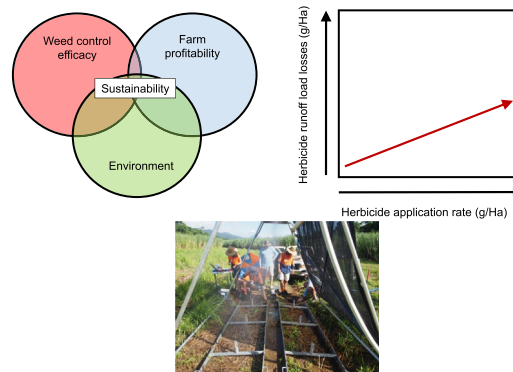 Weed control
efficacy
Farm
profitability
Sustainability
Environment
Herbicide runoff load losses (g/Ha)
Herbicide application rate (g/Ha)